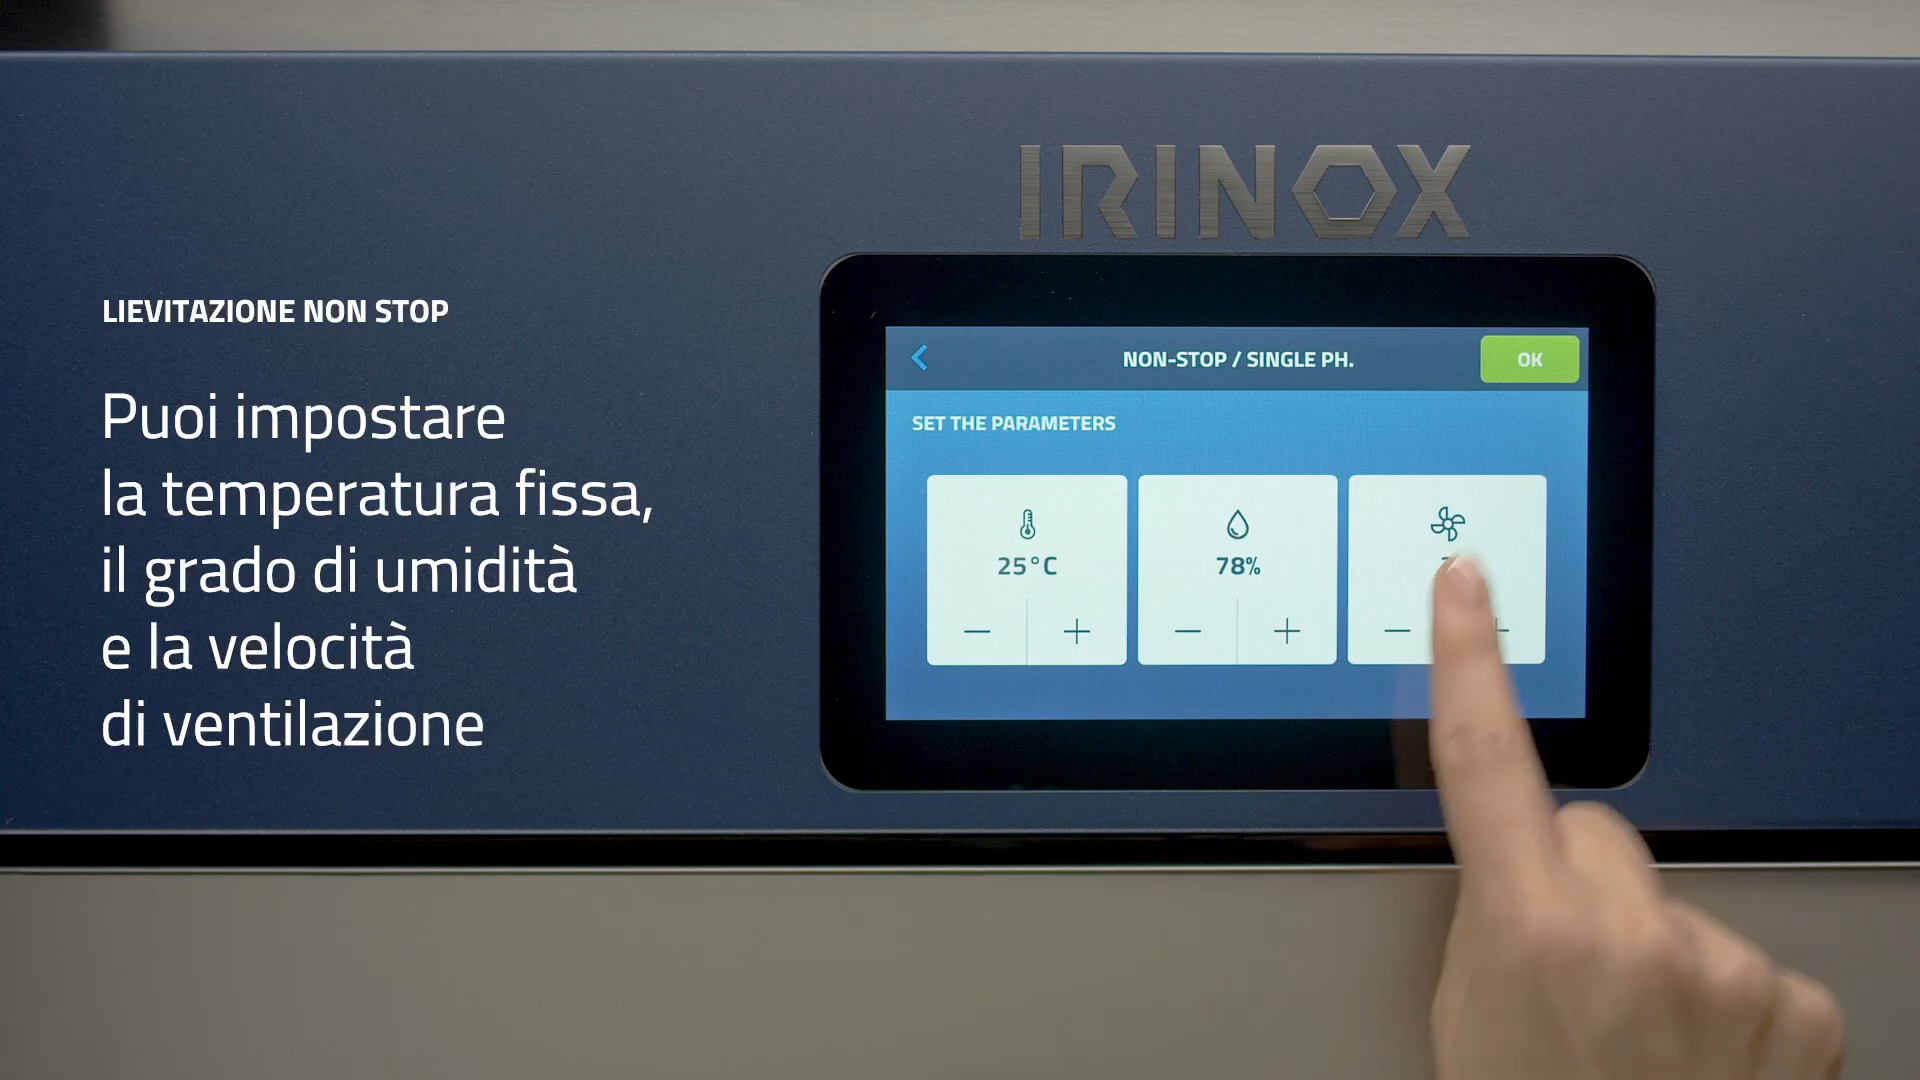 IRINOX
LIEVITAZIONE NON STOP
Puoi impostare
la temperatura fissa,
il grado di umidità
e la velocità
di ventilazione
NON-STOP / SINGLE PH.
OK
SET THE PARAMETERS
25°C
78%
− +
− +
− +